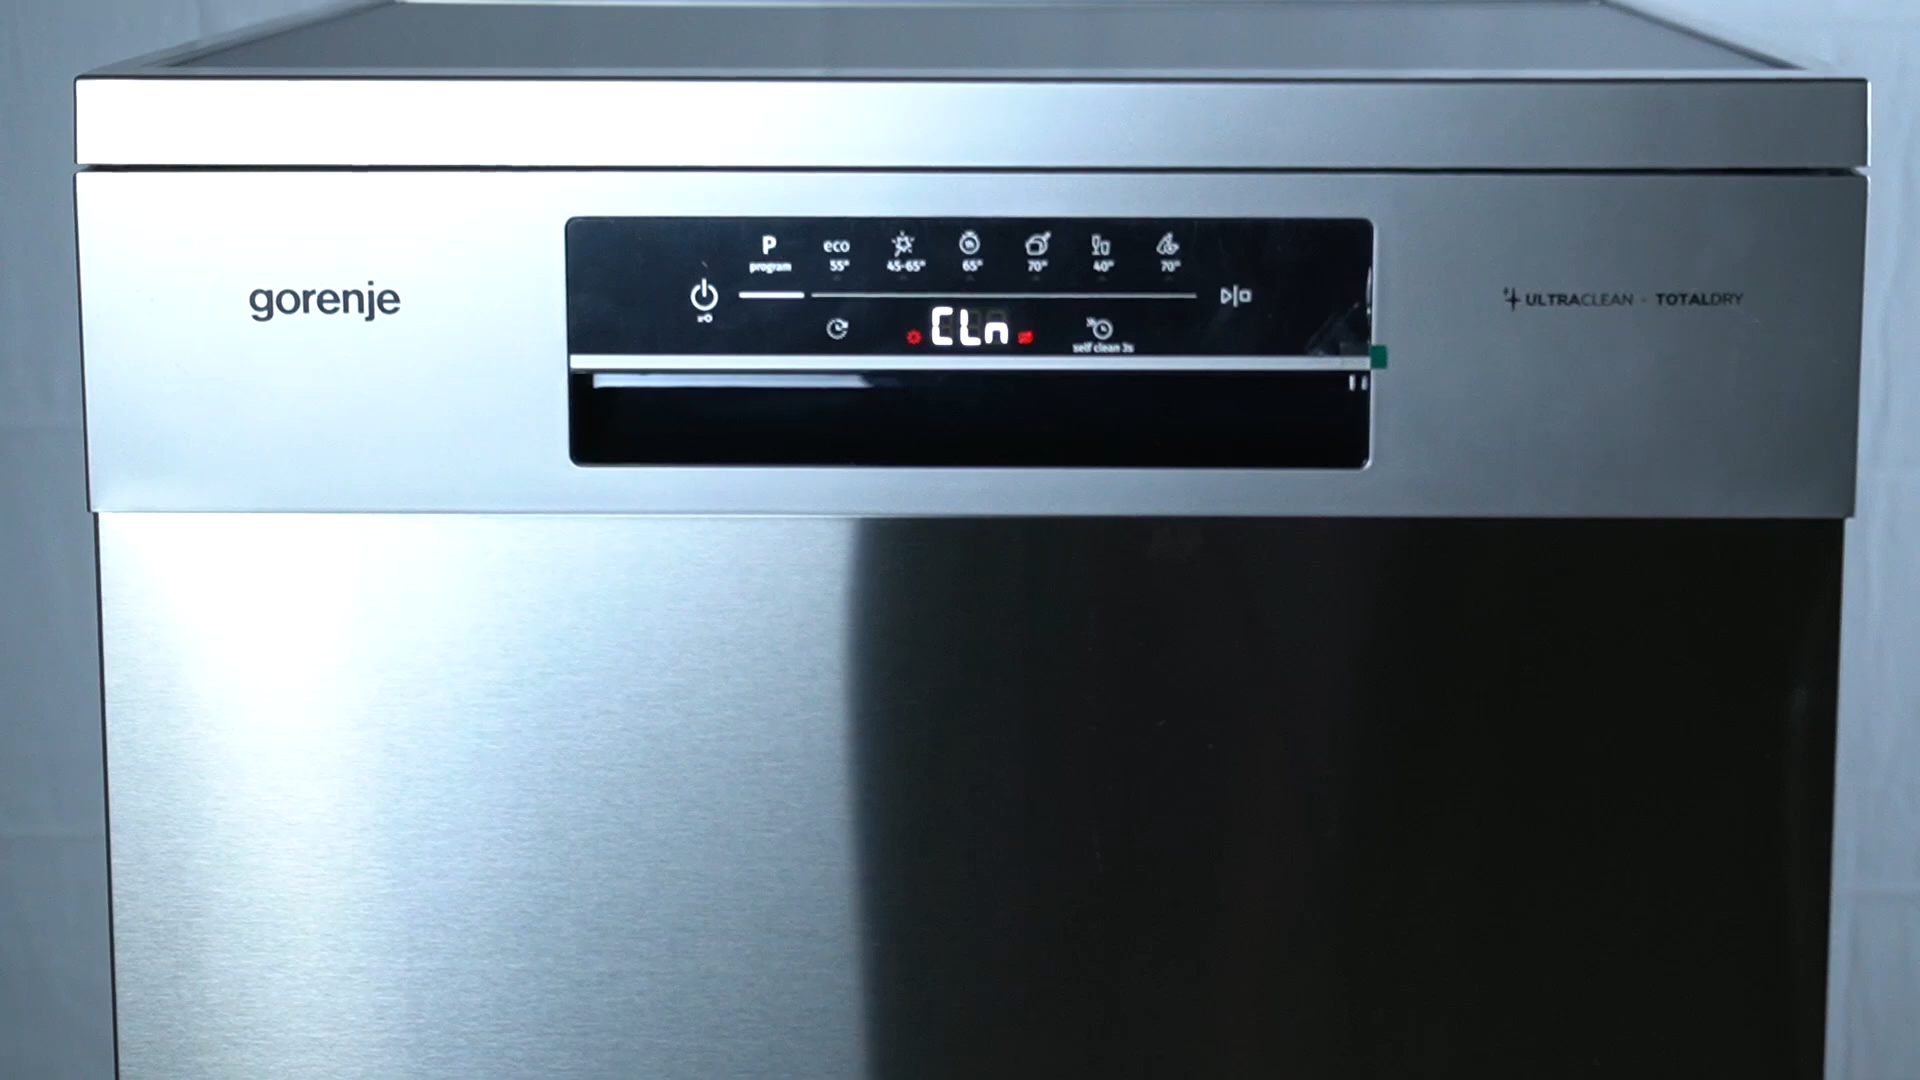 P eco
program 55° 45-65° 65° 70° 40° 70°
gorenje
ULTRACLEAN · TOTALDRY
CLn
self clean 3s